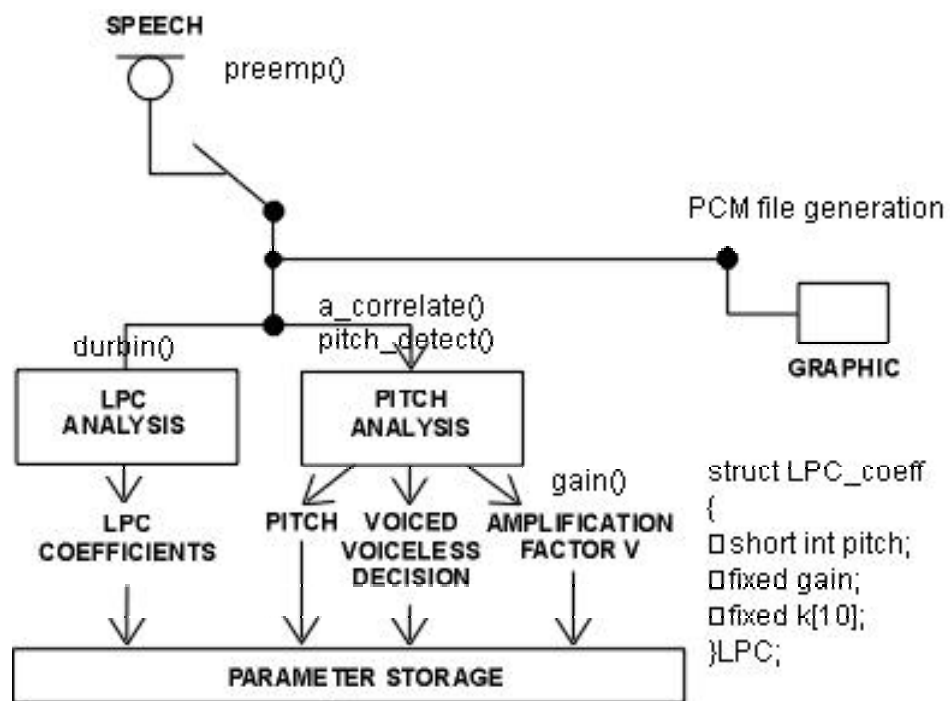 SPEECH
preemp()
PCM file generation
a_correlate()
durbin()
pitch_detect()
GRAPHIC
LPC
ANALYSIS
PITCH
ANALYSIS
gain()
LPC
COEFFICIENTS
PITCH
VOICED
VOICELESS
DECISION
AMPLIFICATION
FACTOR V
struct LPC_coeff
{
short int pitch;
fixed gain;
fixed k[10];
}LPC;
PARAMETER STORAGE